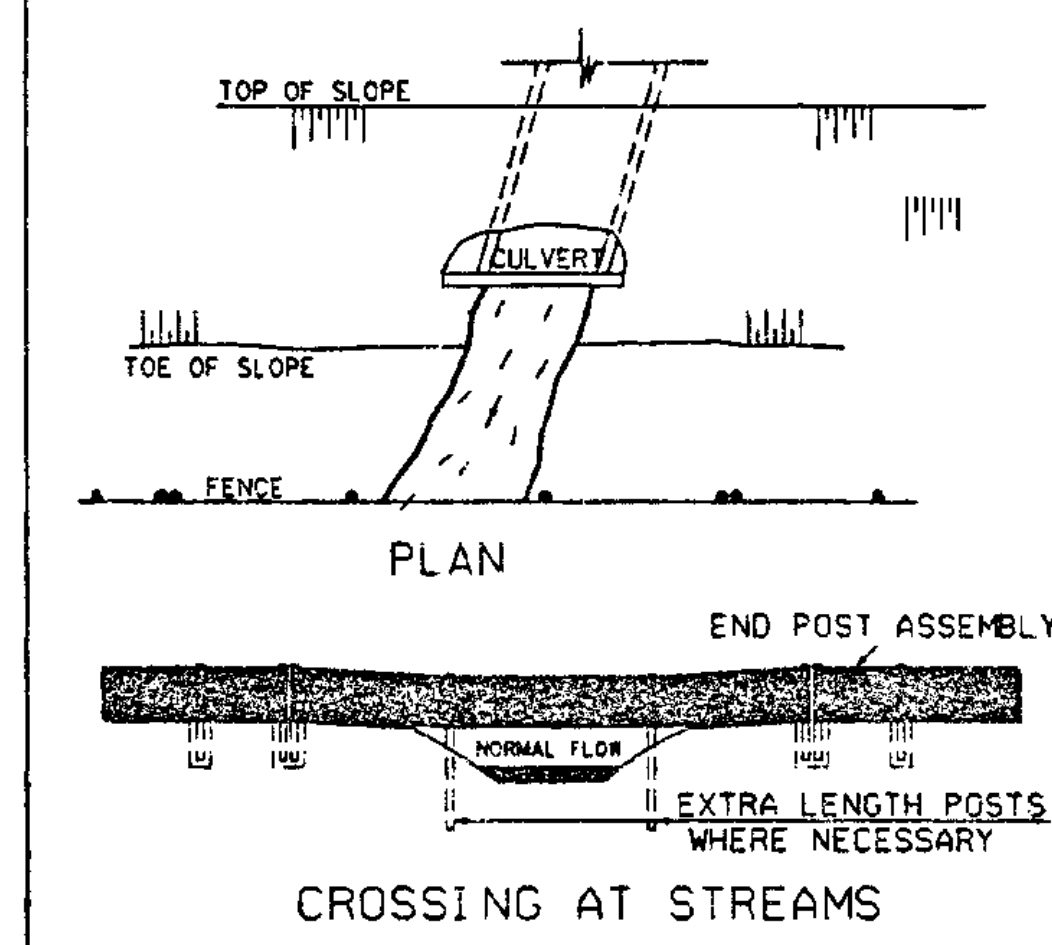 TOP OF SLOPE
CULVERT
TOE OF SLOPE
FENCE
PLAN
END POST ASSEMBLY
NORMAL FLOW
EXTRA LENGTH POSTS
WHERE NECESSARY
CROSSING AT STREAMS